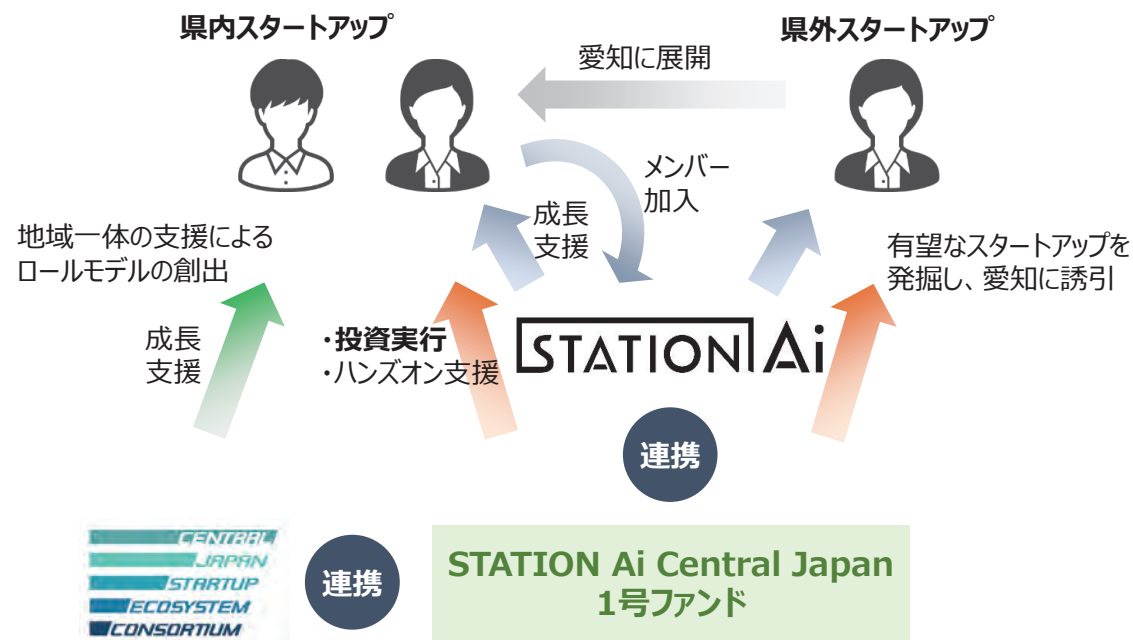 県内スタートアップ
県外スタートアップ
愛知に展開
メンバー
加入
成長
支援
地域一体の支援による
ロールモデルの創出
有望なスタートアップを
発掘し、愛知に誘引
成長
支援
・投資実行
・ハンズオン支援
STATION Ai
連携
CENTRAL
JAPAN
STARTUP
ECOSYSTEM
CONSORTIUM
連携
STATION Ai Central Japan
1号ファンド